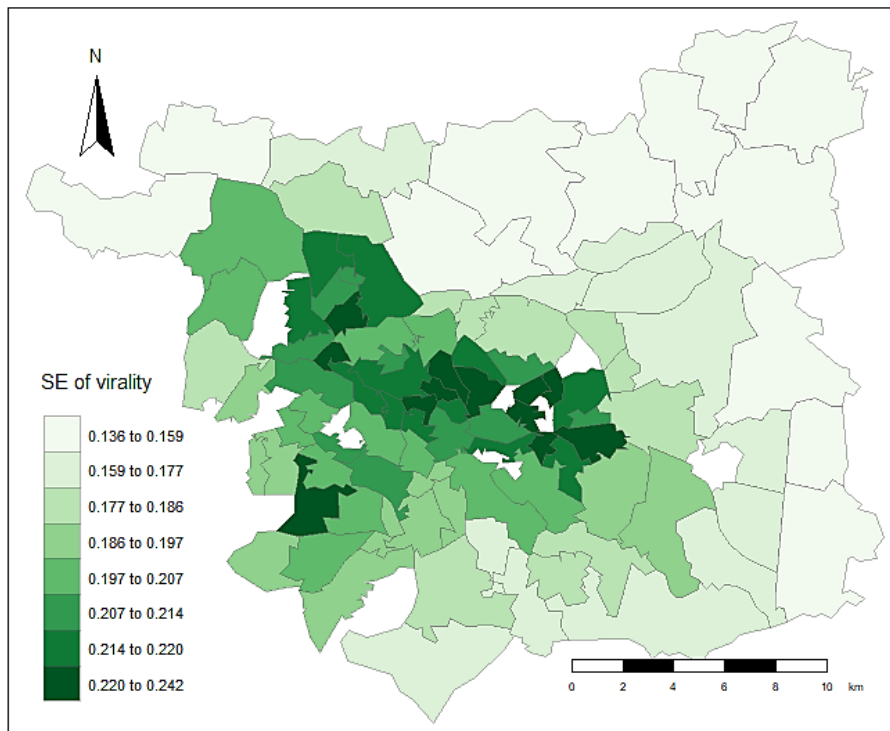 N
SE of virality
0.136 to 0.159
0.159 to 0.177
0.177 to 0.186
0.186 to 0.197
0.197 to 0.207
0.207 to 0.214
0.214 to 0.220
0.220 to 0.242
0 2 4 6 8 10 km